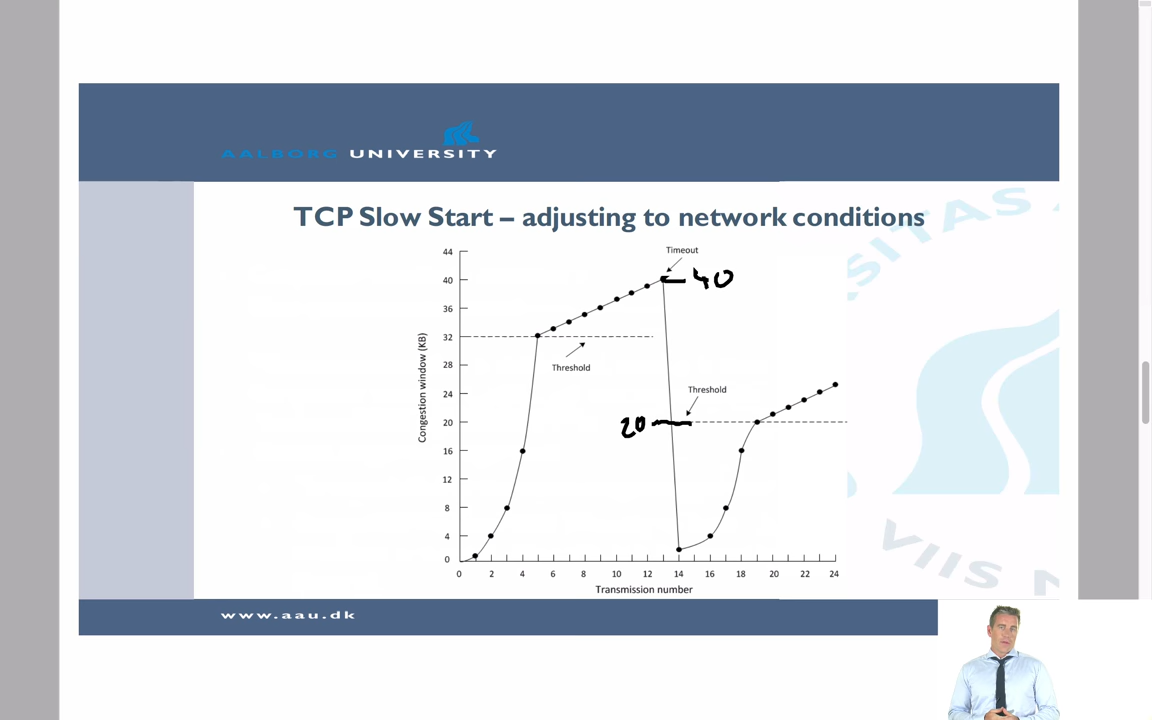 AALBORG UNIVERSITY
TCP Slow Start – adjusting to network conditions
Timeout
44
40
36
32
28
24
20
16
12
8
4
0
Congestion window (KB)
40
Threshold
Threshold
20
0 2 4 6 8 10 12 14 16 18 20 22 24
Transmission number
SITAS A
VIIS N
www.aau.dk